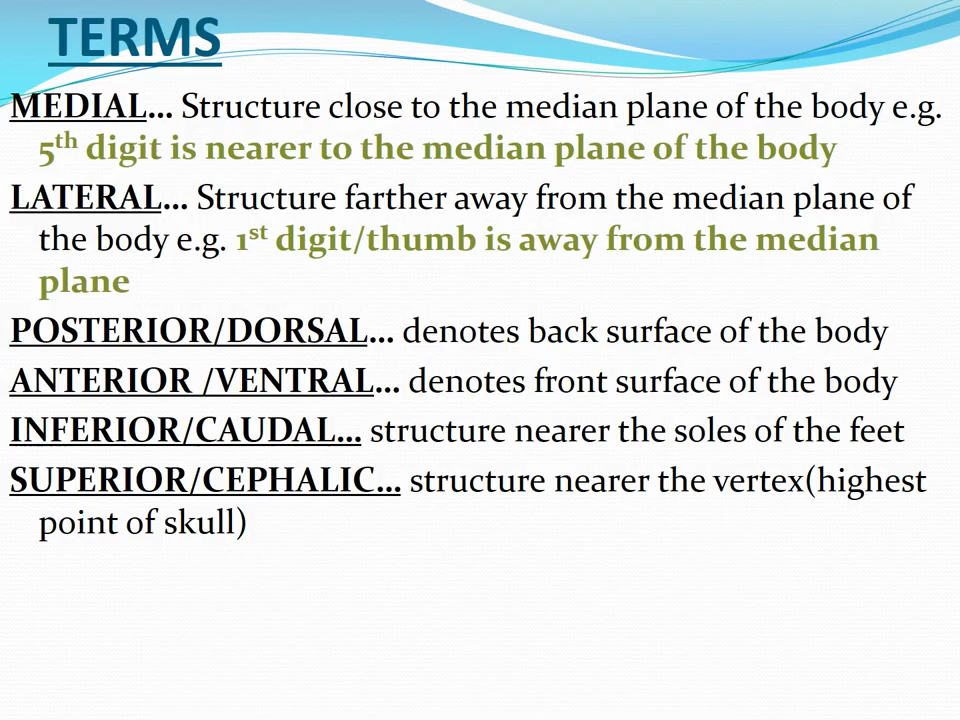 TERMS
MEDIAL… Structure close to the median plane of the body e.g.
5th digit is nearer to the median plane of the body
LATERAL… Structure farther away from the median plane of
the body e.g. 1st digit/thumb is away from the median
plane
POSTERIOR/DORSAL… denotes back surface of the body
ANTERIOR /VENTRAL… denotes front surface of the body
INFERIOR/CAUDAL… structure nearer the soles of the feet
SUPERIOR/CEPHALIC… structure nearer the vertex(highest
point of skull)